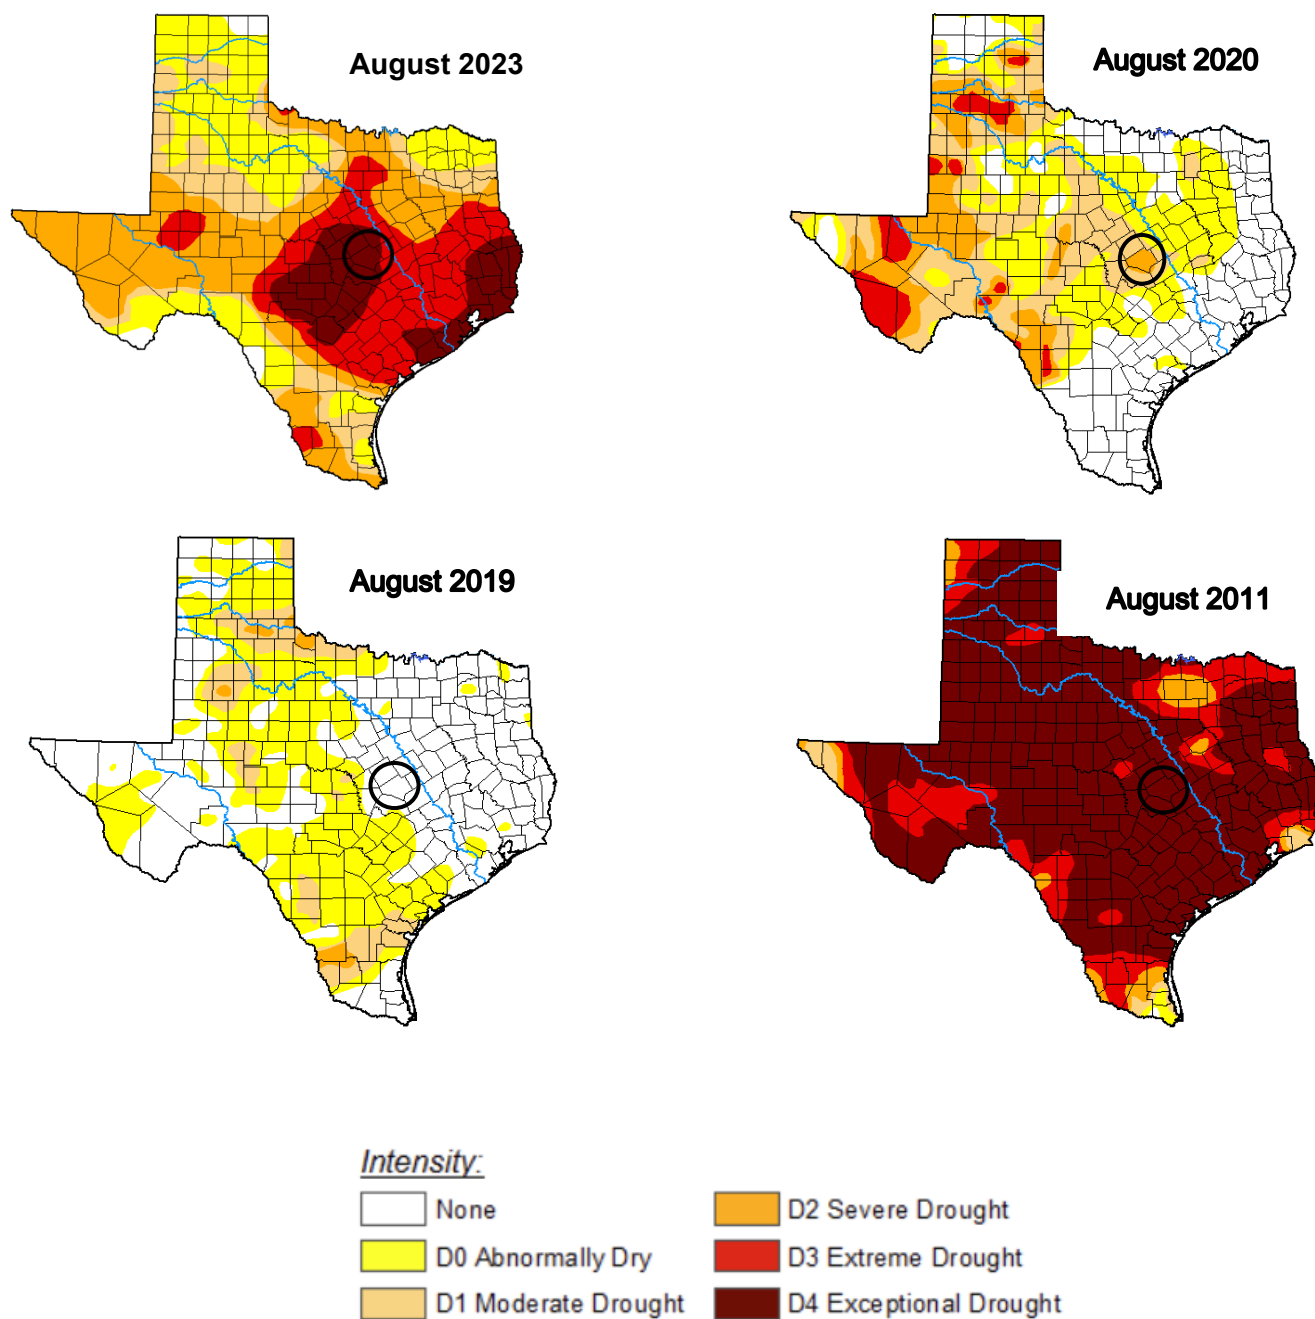 August 2023
August 2020
August 2019
August 2011
Intensity:
None
D0 Abnormally Dry
D1 Moderate Drought
D2 Severe Drought
D3 Extreme Drought
D4 Exceptional Drought